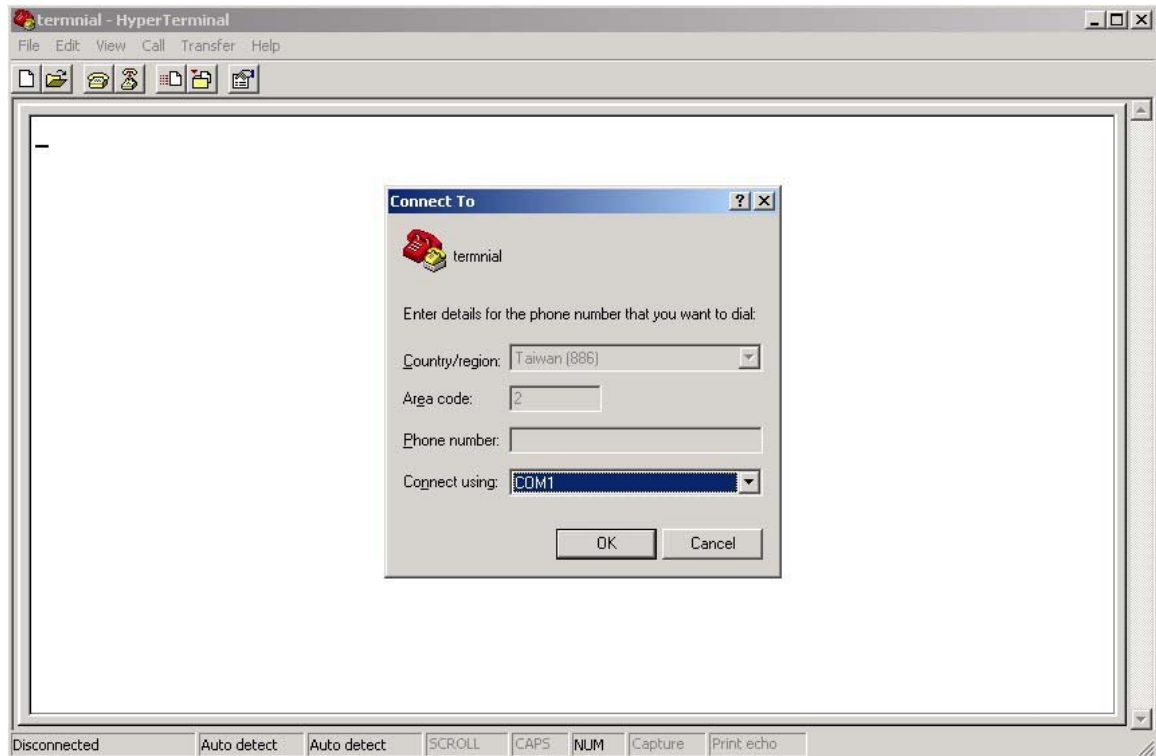 termnial - HyperTerminal
File Edit View Call Transfer Help
Connect To
termnial
Enter details for the phone number that you want to dial:
Country/region: Taiwan (886)
Area code: 2
Phone number:
Connect using: COM1
OK Cancel
Disconnected Auto detect Auto detect SCROLL CAPS NUM Capture Print echo